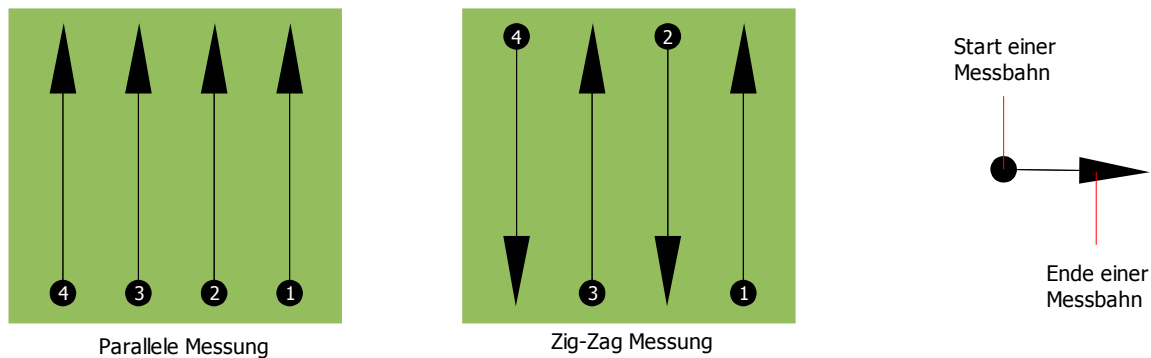 4 3 2 1
Parallele Messung
4 2
3 1
Zig-Zag Messung
Start einer
Messbahn
Ende einer
Messbahn